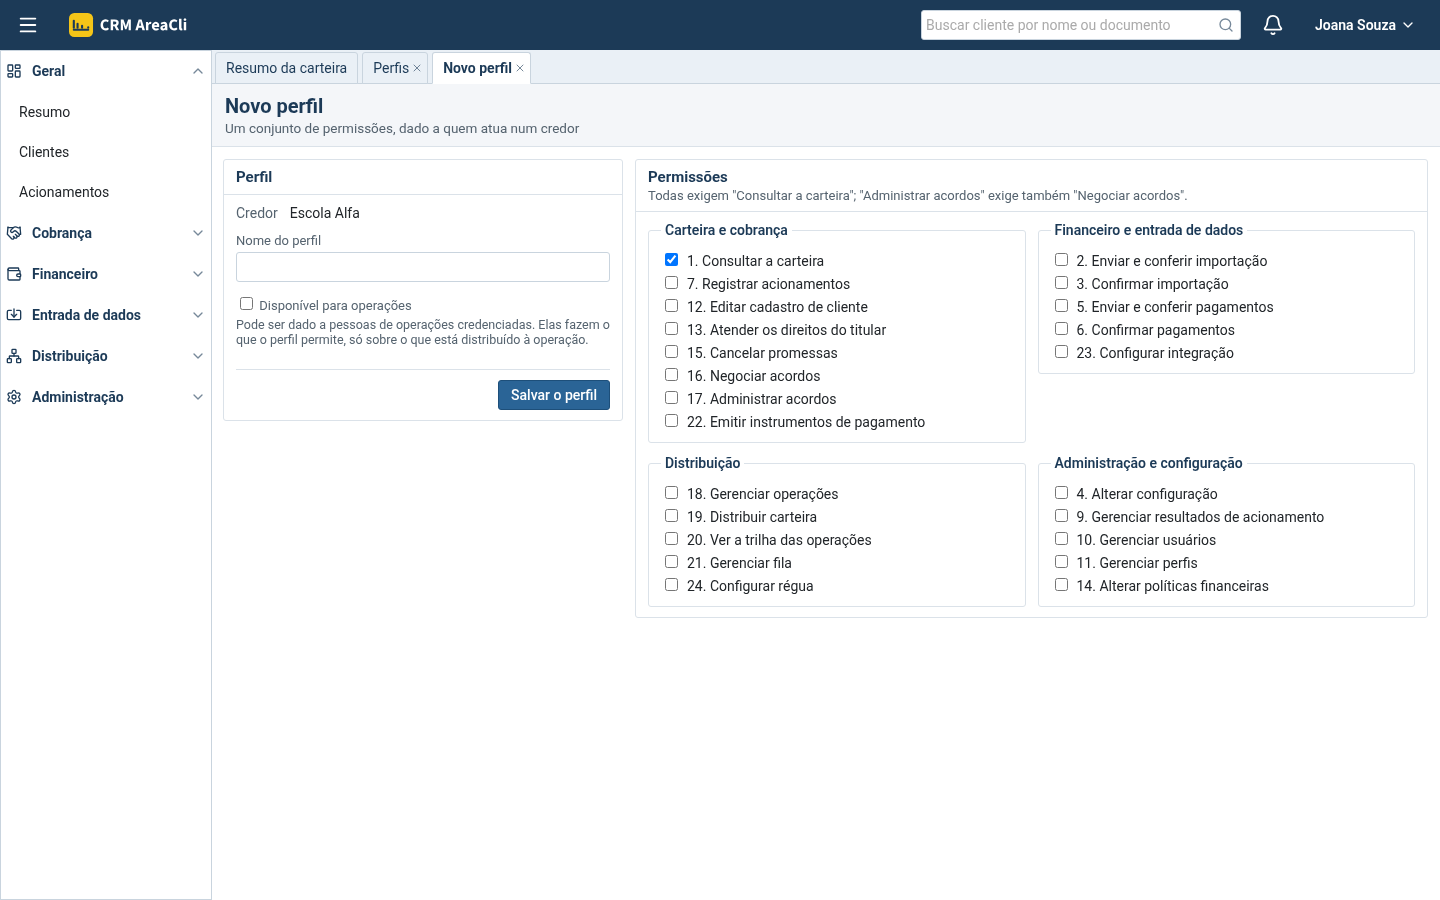 CRM AreaCli
Buscar cliente por nome ou documento
Joana Souza
Geral
Resumo
Clientes
Acionamentos
Cobrança
Financeiro
Entrada de dados
Distribuição
Administração
Resumo da carteira
Perfis
Novo perfil
Novo perfil
Um conjunto de permissões, dado a quem atua num credor
Perfil
Credor Escola Alfa
Nome do perfil
Disponível para operações
Pode ser dado a pessoas de operações credenciadas. Elas fazem o
que o perfil permite, só sobre o que está distribuído à operação.
Salvar o perfil
Permissões
Todas exigem "Consultar a carteira"; "Administrar acordos" exige também "Negociar acordos".
Carteira e cobrança
1. Consultar a carteira
7. Registrar acionamentos
12. Editar cadastro de cliente
13. Atender os direitos do titular
15. Cancelar promessas
16. Negociar acordos
17. Administrar acordos
22. Emitir instrumentos de pagamento
Financeiro e entrada de dados
2. Enviar e conferir importação
3. Confirmar importação
5. Enviar e conferir pagamentos
6. Confirmar pagamentos
23. Configurar integração
Distribuição
18. Gerenciar operações
19. Distribuir carteira
20. Ver a trilha das operações
21. Gerenciar fila
24. Configurar régua
Administração e configuração
4. Alterar configuração
9. Gerenciar resultados de acionamento
10. Gerenciar usuários
11. Gerenciar perfis
14. Alterar políticas financeiras